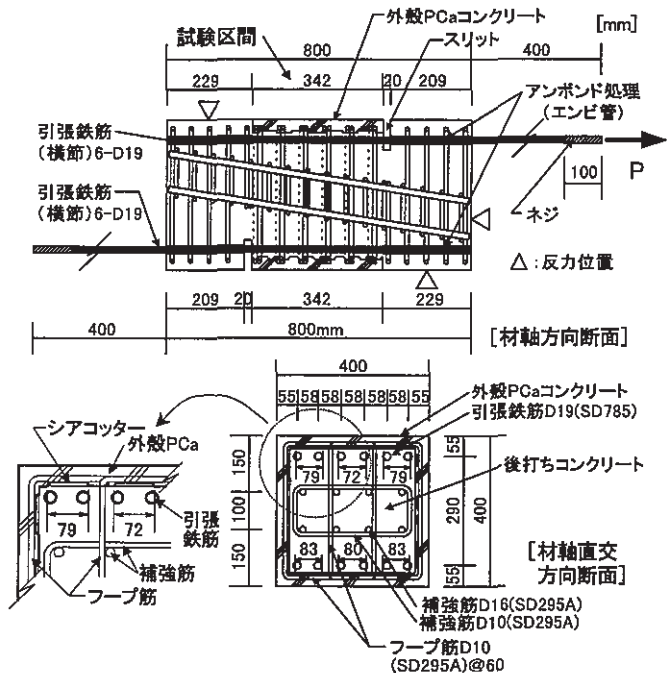 外殻PCaコンクリート
[mm]
試験区間
スリット
800
400
229
342
20
209
アンボンド処理
(エンビ管)
引張鉄筋
(横節)6-D19
100
P
引張鉄筋
(横節)6-D19
ネジ
△:反力位置
209
20
342
229
400
800mm
[材軸方向断面]
400
55 58 58 58 58 58 55
外殻PCaコンクリート
引張鉄筋D19(SD785)
シアコッター
外殻PCa
150
100
150
79
72
79
55
290
55
400
後打ちコンクリート
79
72
引張
鉄筋
83
80
83
[材軸直交
方向断面]
補強筋
フープ筋
補強筋D16(SD295A)
補強筋D10(SD295A)
フープ筋D10
(SD295A)@60